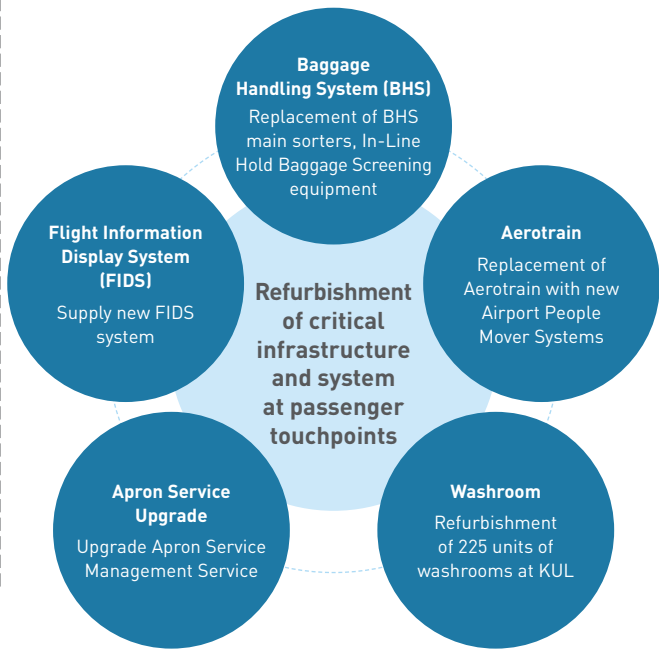 Baggage
Handling System (BHS)
Replacement of BHS
main sorters, In-Line
Hold Baggage Screening
equipment
Flight Information
Display System
(FIDS)
Supply new FIDS
system
Aerotrain
Replacement of
Aerotrain with new
Airport People
Mover Systems
Refurbishment
of critical
infrastructure
and system
at passenger
touchpoints
Apron Service
Upgrade
Upgrade Apron Service
Management Service
Washroom
Refurbishment
of 225 units of
washrooms at KUL